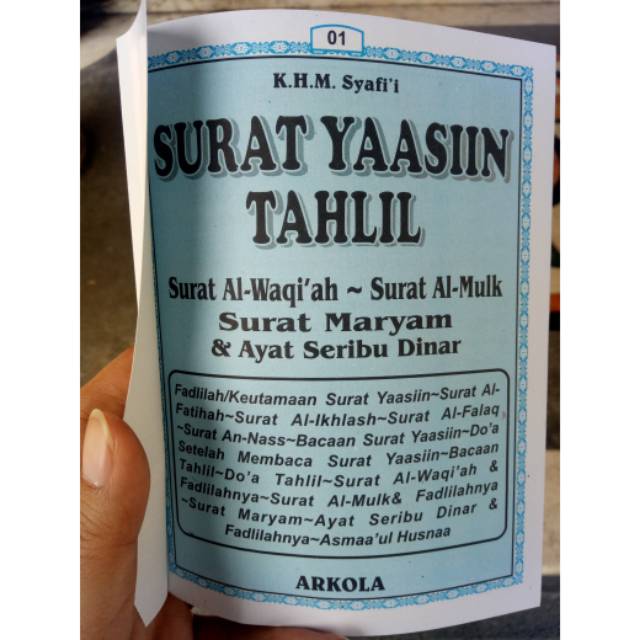 01
K.H.M. Syafi'i
SURAT YAASIIN
TAHLIL
Surat Al-Waqi'ah ~ Surat Al-Mulk
Surat Maryam
& Ayat Seribu Dinar
Fadlilah/Keutamaan Surat Yaasiin~Surat Al-
Fatihah~Surat Al-Ikhlash~Surat Al-Falaq
~Surat An-Nass~Bacaan Surat Yaasiin~Do'a
Setelah Membaca Surat Yaasiin~Bacaan
Tahlil~Do'a Tahlil~Surat Al-Waqi'ah &
Fadlilahnya~Surat Al-Mulk& Fadlilahnya
~Surat Maryam~Ayat Seribu Dinar &
Fadlilahnya~Asmaa'ul Husnaa
ARKOLA